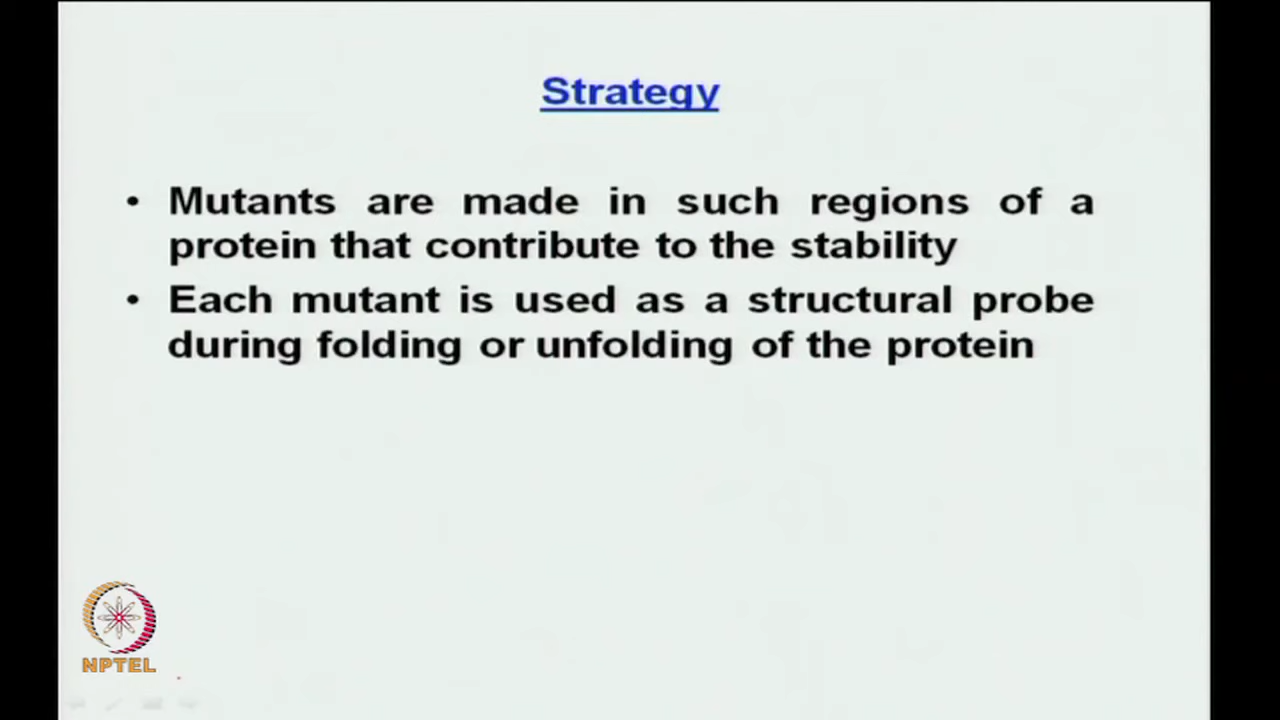 Strategy
• Mutants are made in such regions of a
protein that contribute to the stability
• Each mutant is used as a structural probe
during folding or unfolding of the protein
NPTEL